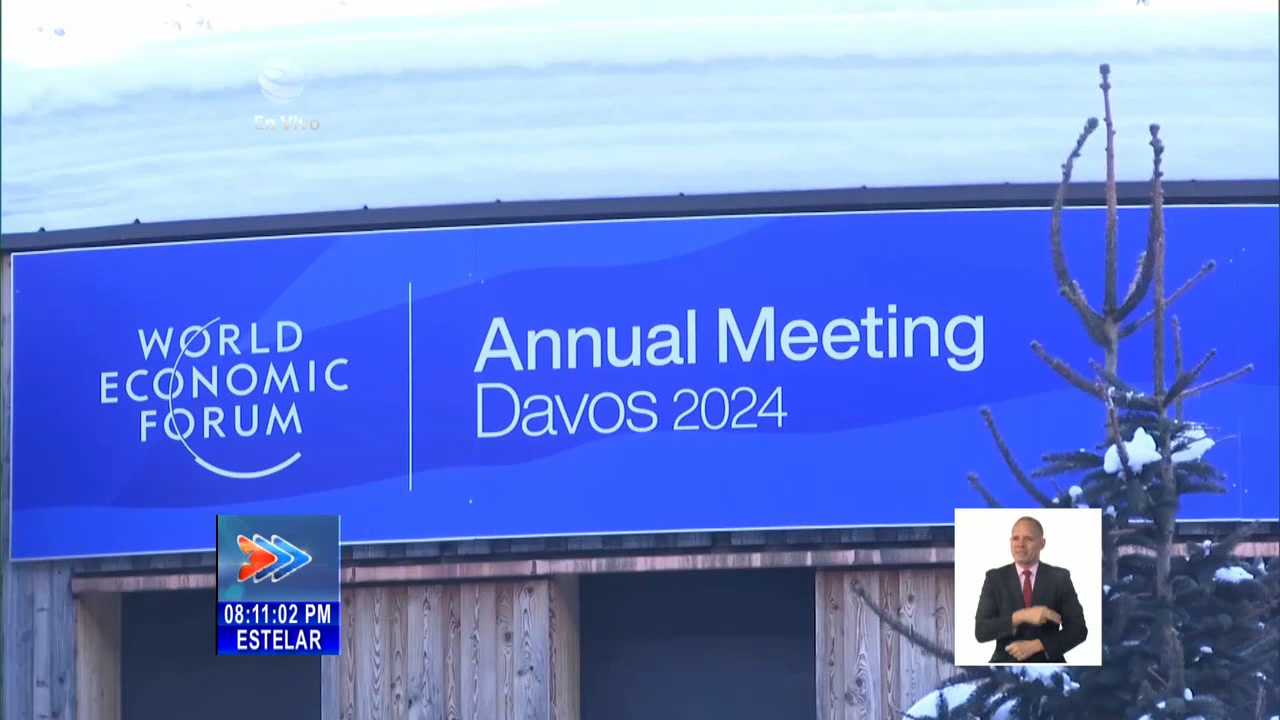 En Vivo
WORLD
ECONOMIC
FORUM
Annual Meeting
Davos 2024
08:11:02 PM
ESTELAR